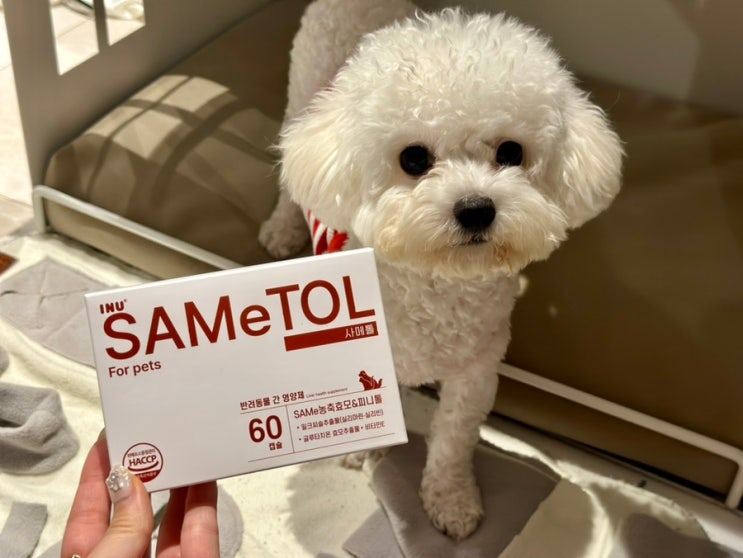 INU®
SAMeTOL
사메톨
For pets
반려동물 간 영양제 Liver health supplement
60
캡슐
SAMe농축효모&피니톨
• 밀크씨슬추출물(실리마린·실리빈)
• 글루타치온 효모추출물 • 비타민E
HACCP